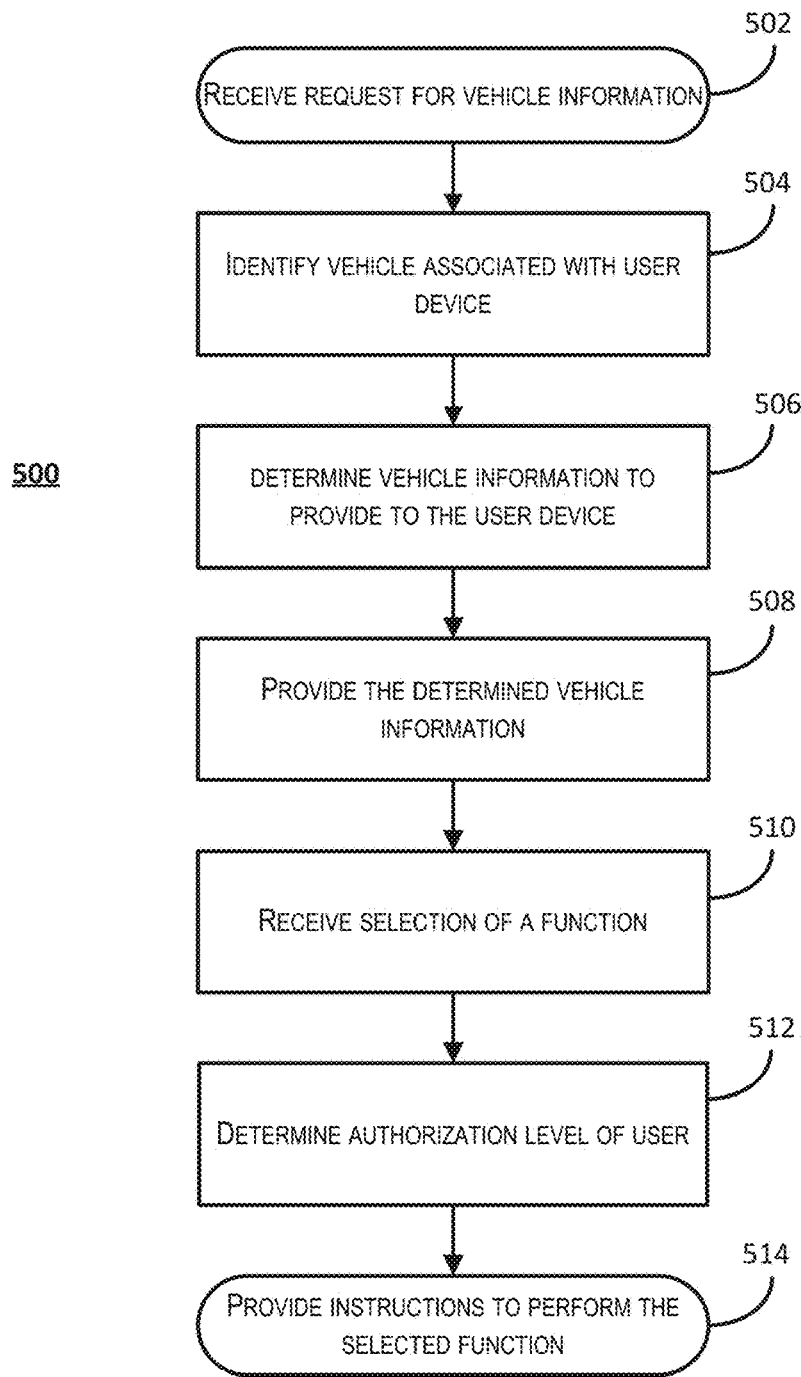 502
RECEIVE REQUEST FOR VEHICLE INFORMATION
504
IDENTIFY VEHICLE ASSOCIATED WITH USER
DEVICE
506
500
DETERMINE VEHICLE INFORMATION TO
PROVIDE TO THE USER DEVICE
508
PROVIDE THE DETERMINED VEHICLE
INFORMATION
510
RECEIVE SELECTION OF A FUNCTION
512
DETERMINE AUTHORIZATION LEVEL OF USER
514
PROVIDE INSTRUCTIONS TO PERFORM THE
SELECTED FUNCTION